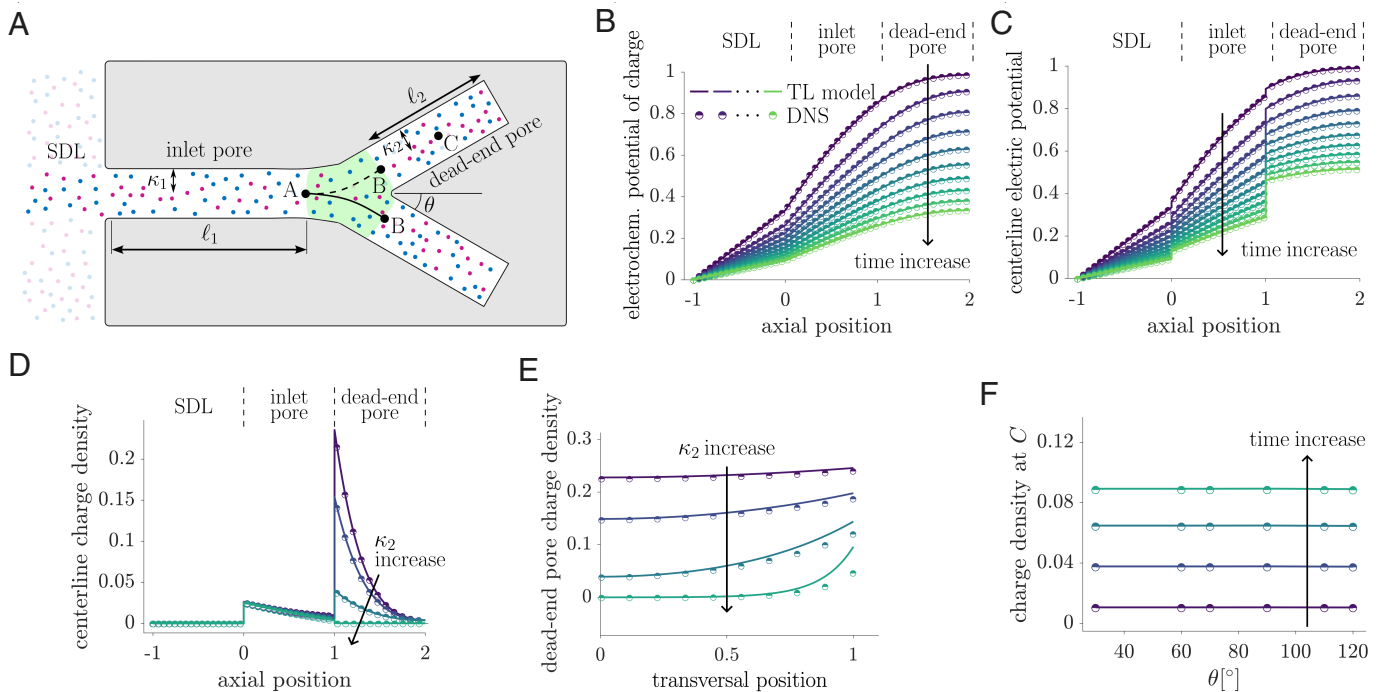 A
SDL
inlet pore
κ1
ℓ1
A
B
B
C
κ2
ℓ2
dead-end pore
θ
B
SDL
inlet
pore
dead-end
pore
electrochem. potential of charge
1
0.8
0.6
0.4
0.2
0
TL model
DNS
time increase
-1 0 1 2
axial position
C
SDL
inlet
pore
dead-end
pore
centerline electric potential
1
0.8
0.6
0.4
0.2
0
time increase
-1 0 1 2
axial position
D
SDL
inlet
pore
dead-end
pore
centerline charge density
0.2
0.15
0.1
0.05
0
κ2
increase
-1 0 1 2
axial position
E
dead-end pore charge density
0.3
0.2
0.1
0
κ2 increase
0 0.5 1
transversal position
F
charge density at C
0.12
0.08
0.04
0
time increase
40 60 80 100 120
θ[°]